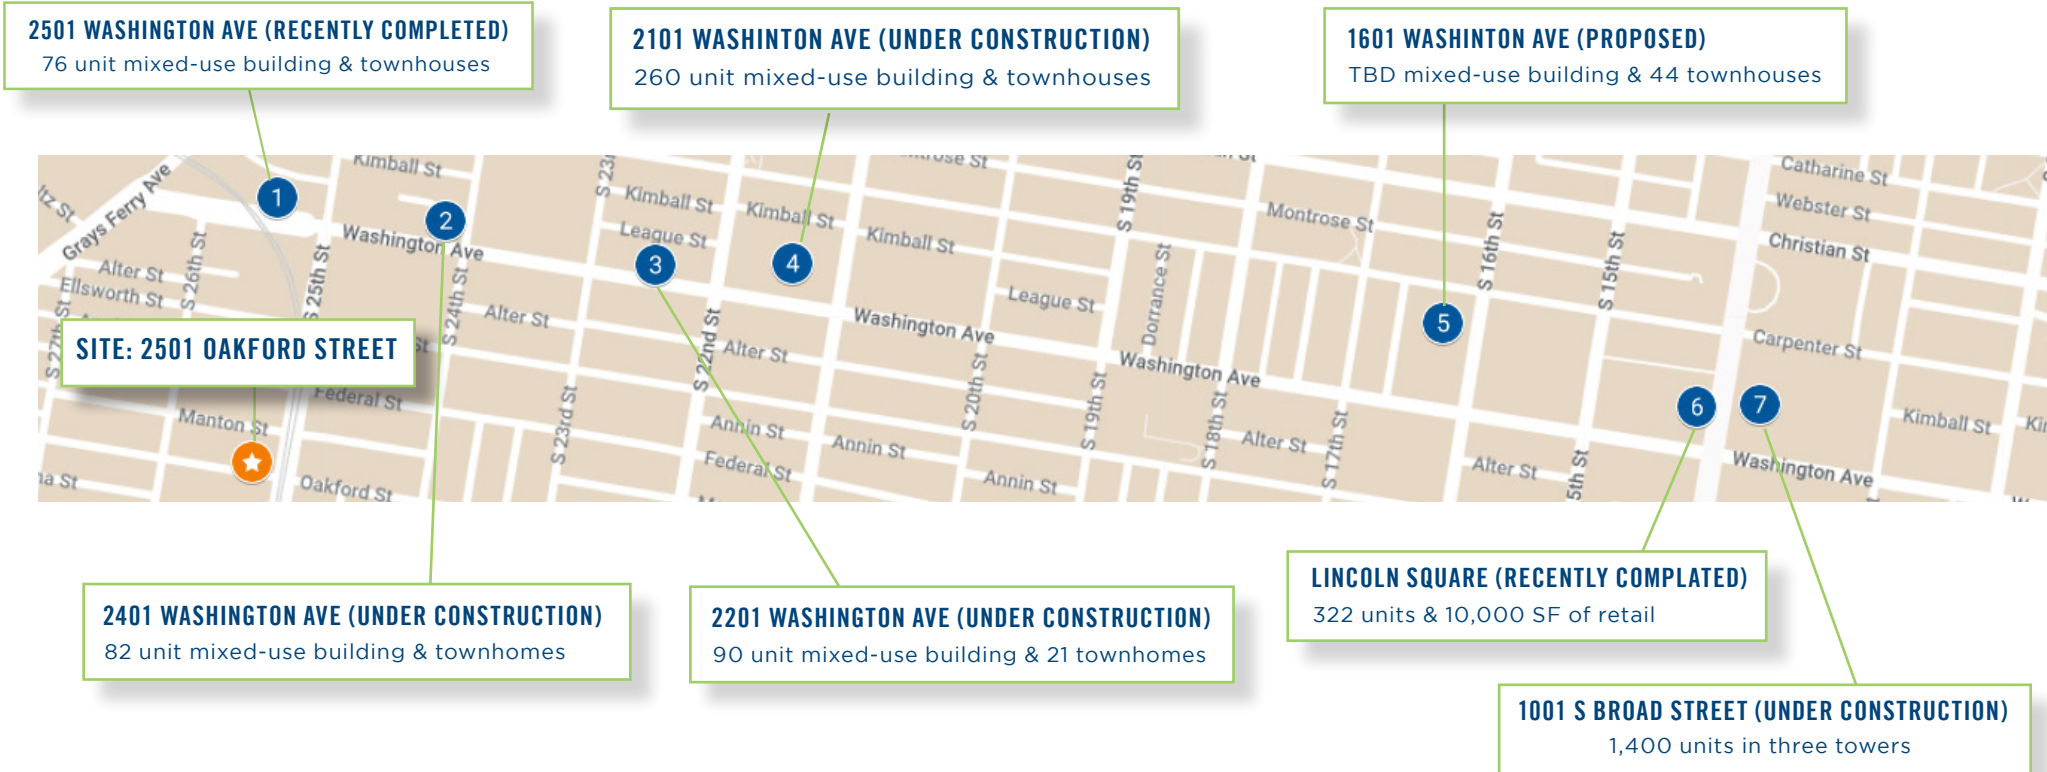 2501 WASHINGTON AVE (RECENTLY COMPLETED)
76 unit mixed-use building & townhouses
2101 WASHINTON AVE (UNDER CONSTRUCTION)
260 unit mixed-use building & townhouses
1601 WASHINTON AVE (PROPOSED)
TBD mixed-use building & 44 townhouses
Kimball St
Grays Ferry Ave
1
2
Washington Ave
S 26th St
S 25th St
S 24th St
Alter St
Ellsworth St
S 27th St
SITE: 2501 OAKFORD STREET
St
Federal St
Manton St
Oakford St
Kimball St
League St
3
Kimball St
4
Kimball St
Alter St
S 22nd St
S 23rd St
Alter St
Annin St
Federal St
Annin St
Washington Ave
S 20th St
Annin St
League St
S 19th St
Dorrance St
Washington Ave
S 19th St
S 18th St
Alter St
S 17th St
Montrose St
S 16th St
5
S 15th St
Alter St
Catharine St
Webster St
Christian St
Carpenter St
6
7
Kimball St
Washington Ave
2401 WASHINGTON AVE (UNDER CONSTRUCTION)
82 unit mixed-use building & townhomes
2201 WASHINGTON AVE (UNDER CONSTRUCTION)
90 unit mixed-use building & 21 townhomes
LINCOLN SQUARE (RECENTLY COMPLATED)
322 units & 10,000 SF of retail
1001 S BROAD STREET (UNDER CONSTRUCTION)
1,400 units in three towers